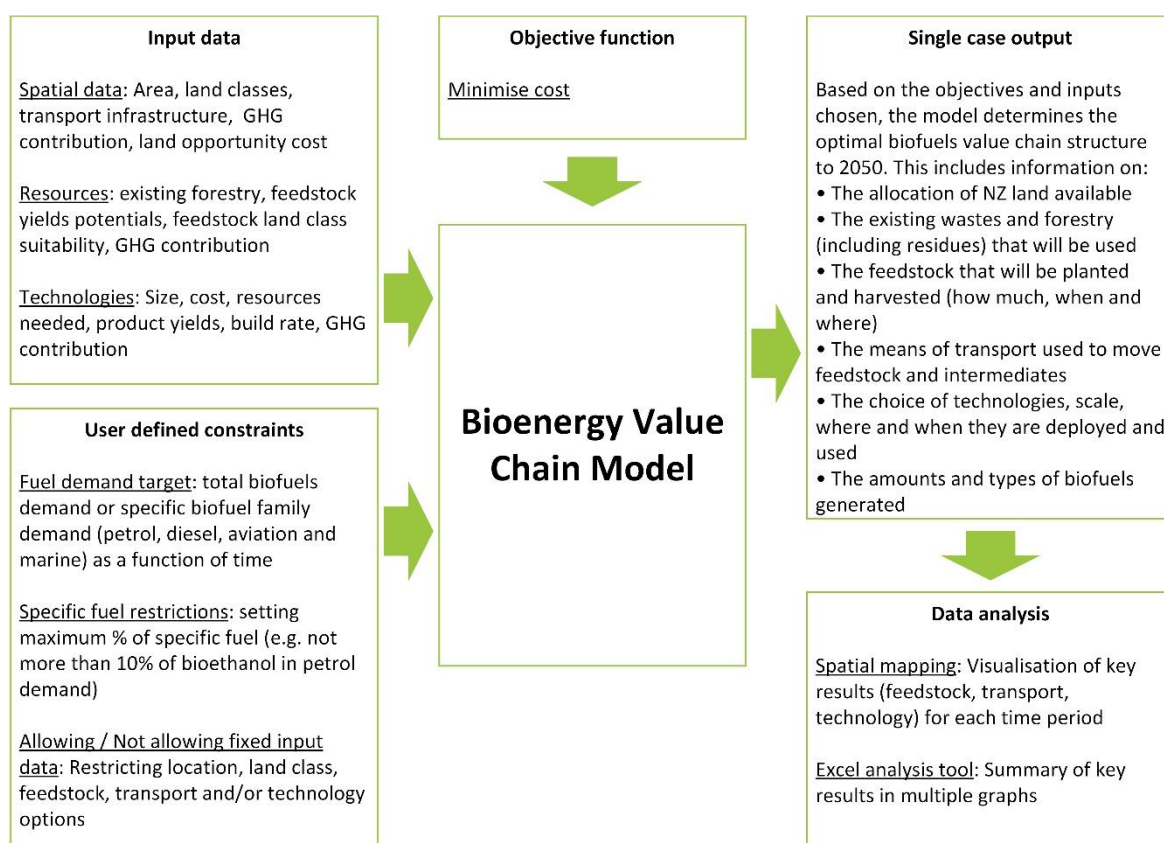 Input data
Spatial data: Area, land classes,
transport infrastructure, GHG
contribution, land opportunity cost
Resources: existing forestry, feedstock
yields potentials, feedstock land class
suitability, GHG contribution
Technologies: Size, cost, resources
needed, product yields, build rate, GHG
contribution
User defined constraints
Fuel demand target: total biofuels
demand or specific biofuel family
demand (petrol, diesel, aviation and
marine) as a function of time
Specific fuel restrictions: setting
maximum % of specific fuel (e.g. not
more than 10% of bioethanol in petrol
demand)
Allowing / Not allowing fixed input
data: Restricting location, land class,
feedstock, transport and/or technology
options
Objective function
Minimise cost
Bioenergy Value
Chain Model
Single case output
Based on the objectives and inputs
chosen, the model determines the
optimal biofuels value chain structure
to 2050. This includes information on:
• The allocation of NZ land available
• The existing wastes and forestry
(including residues) that will be used
• The feedstock that will be planted
and harvested (how much, when and
where)
• The means of transport used to move
feedstock and intermediates
• The choice of technologies, scale,
where and when they are deployed and
used
• The amounts and types of biofuels
generated
Data analysis
Spatial mapping: Visualisation of key
results (feedstock, transport,
technology) for each time period
Excel analysis tool: Summary of key
results in multiple graphs